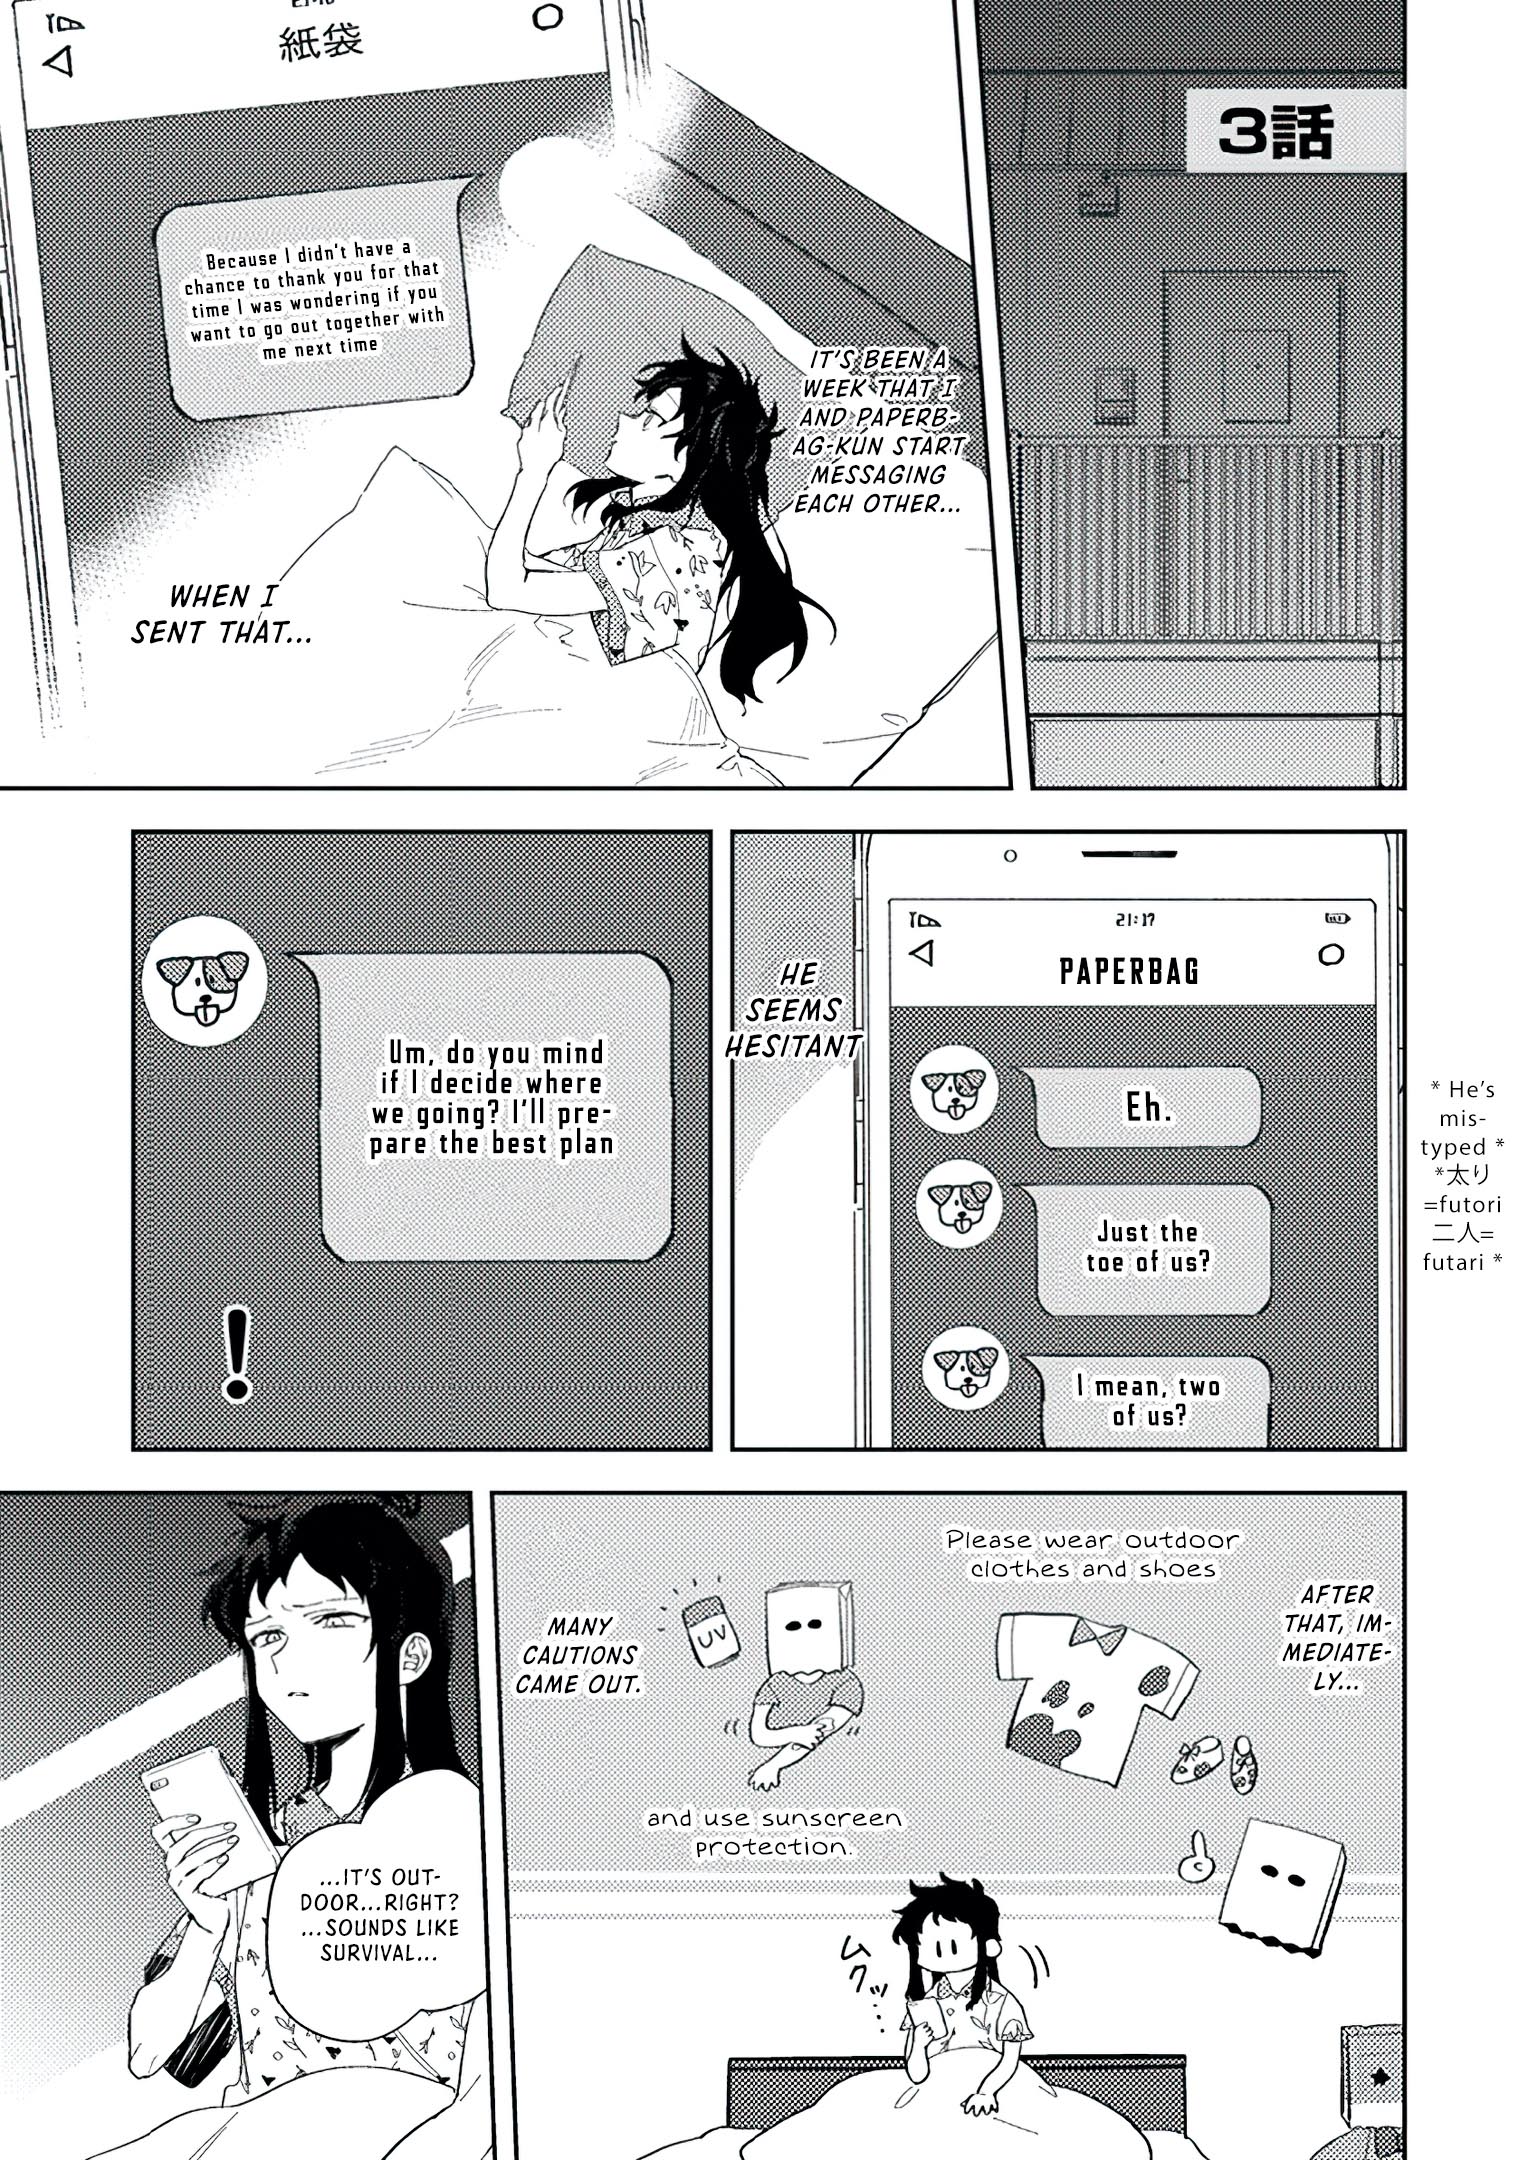 3話
紙袋
IT'S BEEN A
WEEK THAT I
AND PAPERB-
AG-KUN START
MESSAGING
EACH OTHER...
Because I didn't have a
chance to thank you for that
time I was wondering if you
want to go out together with
me next time
WHEN I
SENT THAT...
21:17
PAPERBAG
Eh.
Just the
toe of us?
I mean, two
of us?
* He's
mis-
typed *
*太り
=futori
二人=
futari *
HE
SEEMS
HESITANT
Um, do you mind
if I decide where
we going? I'll pre-
pare the best plan
!
AFTER
THAT, IM-
MEDIATE-
LY...
Please wear outdoor
clothes and shoes
UV
MANY
CAUTIONS
CAME OUT.
and use sunscreen
protection.
ムクッ...
...IT'S OUT-
DOOR...RIGHT?
...SOUNDS LIKE
SURVIVAL...